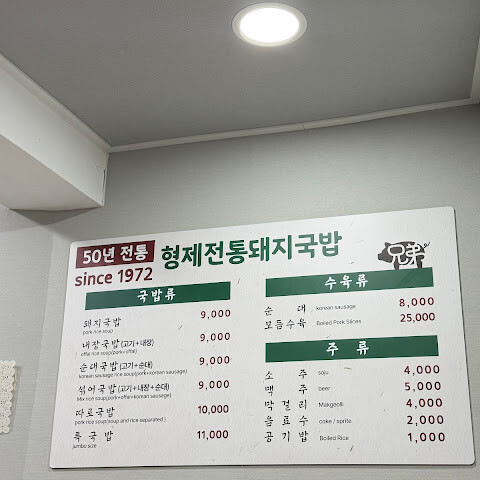 50년 전통 형제전통돼지국밥 兄弟
since 1972
국밥류
돼지국밥 9,000
pork rice soup
내장국밥(고기+내장) 9,000
offal rice soup(pork+offal)
순대국밥(고기+순대) 9,000
korean sausage rice soup(pork+korean sausage)
섞어국밥(고기+내장+순대) 9,000
Mix rice soup(pork+offal+korean sausage)
따로국밥 10,000
pork rice soup(soup and rice separated)
특국밥 11,000
jumbo size
수육류
순대 korean sausage 8,000
모듬수육 Boiled Pork Slices 25,000
주류
소주 soju 4,000
맥주 beer 5,000
막걸리 Makgeolli 4,000
음료수 coke / sprite 2,000
공기밥 Boiled Rice 1,000